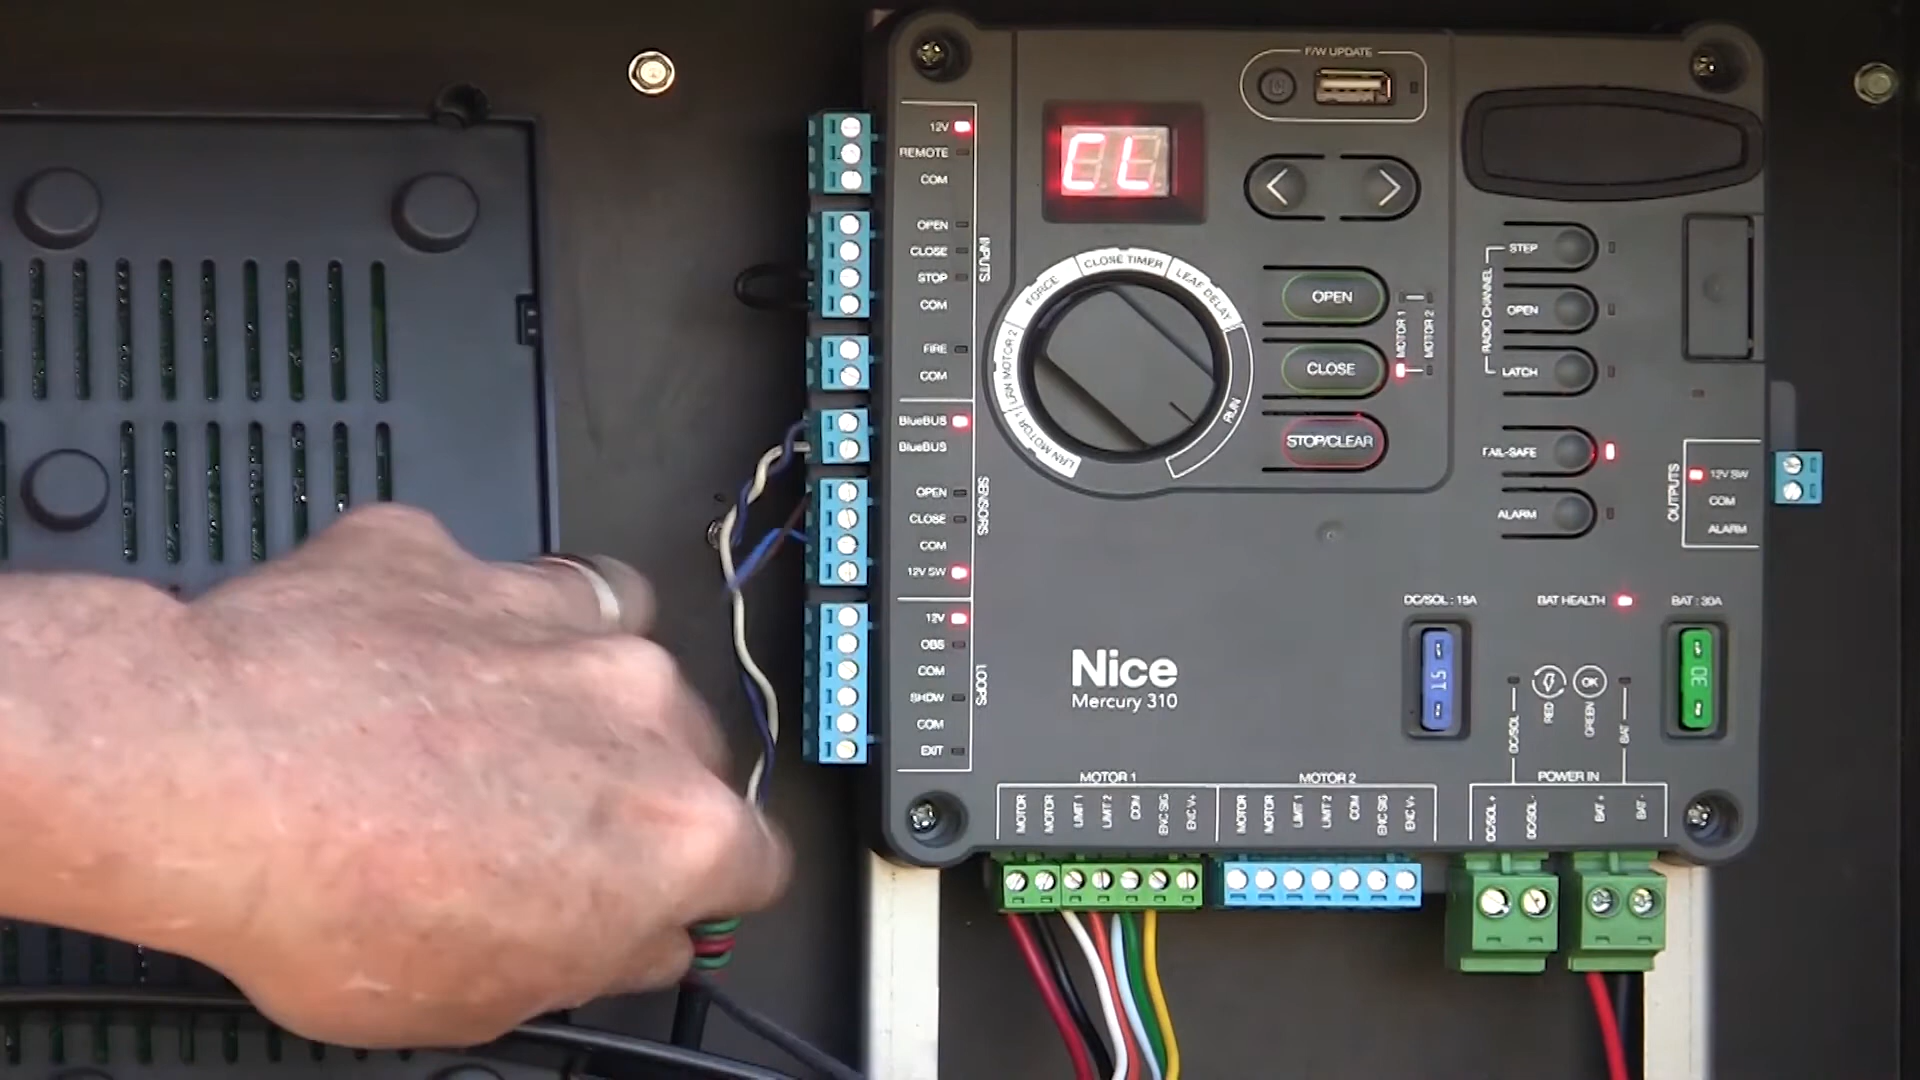 F/W UPDATE
CL
12V
REMOTE
COM
OPEN
CLOSE
STOP
COM
INPUTS
FIRE
COM
BlueBUS
BlueBUS
OPEN
CLOSE
COM
12V SW
SENSORS
12V
OBS
COM
SHDW
COM
EXIT
LOOPS
LRN MOTOR 1
LRN MOTOR 2
FORCE
CLOSE TIMER
LEAF DELAY
RUN
OPEN
CLOSE
STOP/CLEAR
MOTOR 1
MOTOR 2
RADIO CHANNEL
STEP
OPEN
LATCH
FAIL-SAFE
ALARM
OUTPUTS
12V SW
COM
ALARM
DC/SOL : 15A
BAT HEALTH
BAT : 30A
15
30
Nice
Mercury 310
OK
RED
GREEN
DC/SOL
BAT
POWER IN
DC/SOL +
DC/SOL -
BAT +
BAT -
MOTOR 1
MOTOR
MOTOR
LIMIT 1
LIMIT 2
COM
ENC SIG
ENC V+
MOTOR 2
MOTOR
MOTOR
LIMIT 1
LIMIT 2
COM
ENC SIG
ENC V+